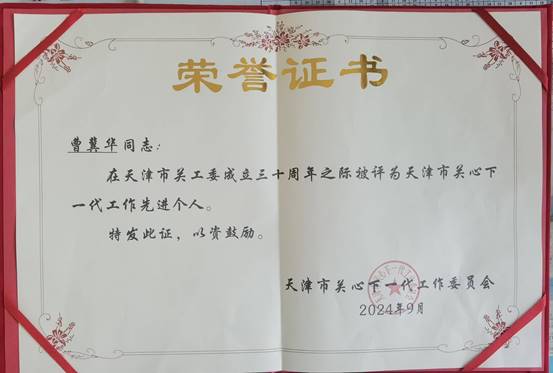 荣誉证书
曹冀华同志：
在天津市关工委成立三十周年之际被评为天津市关心下
一代工作先进个人。
特发此证，以资鼓励。
天津市关心下一代工作委员会
2024年9月